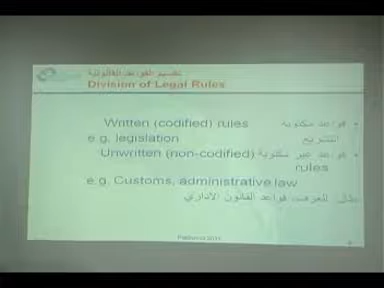 تقسيم القواعد القانونية
Division of Legal Rules
Written (codified) rules قواعد مكتوبة •
e.g. legislation التشريع
Unwritten (non-codified) قواعد غير مكتوبة •
rules
e.g. Customs, administrative law
مثال: العرف، قواعد القانون الاداري